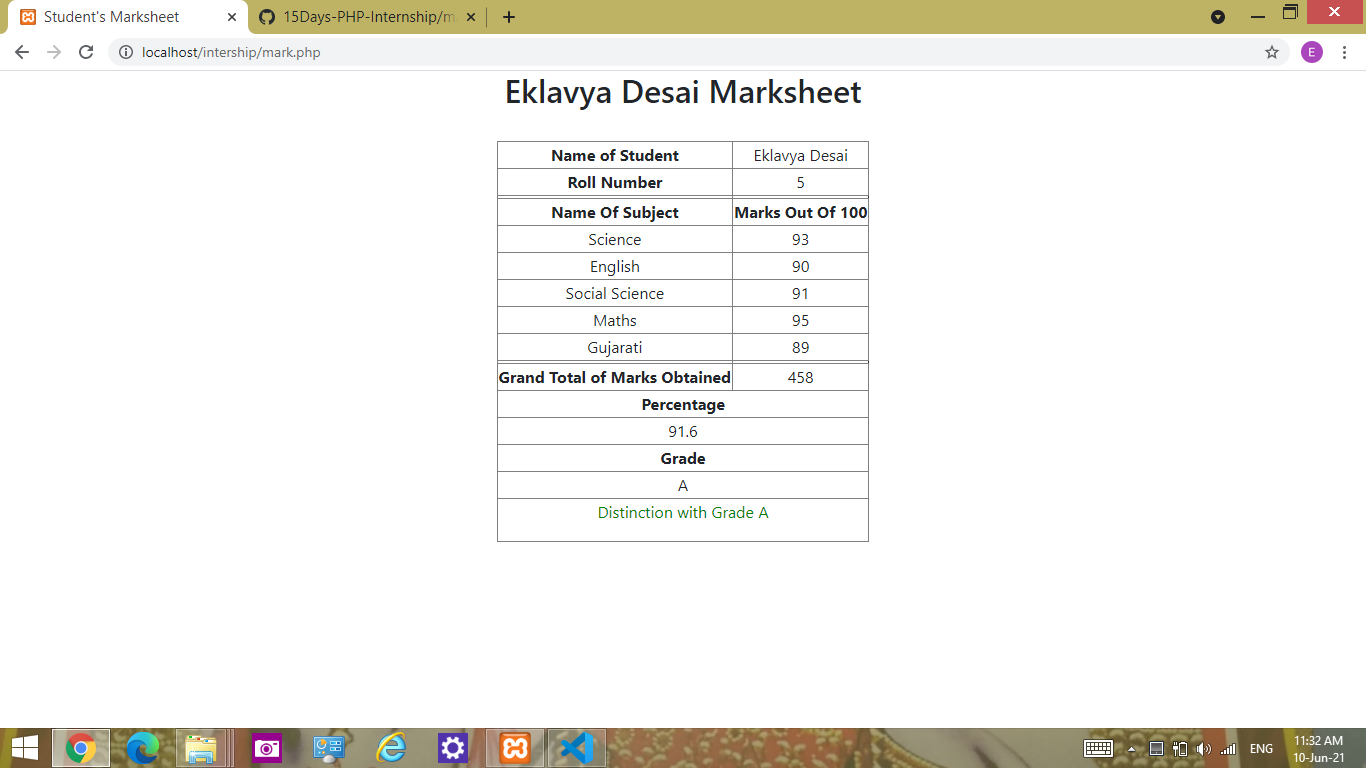 Student's Marksheet
15Days-PHP-Internship/m
localhost/intership/mark.php
E
Eklavya Desai Marksheet
Name of Student Eklavya Desai
Roll Number 5
Name Of Subject Marks Out Of 100
Science 93
English 90
Social Science 91
Maths 95
Gujarati 89
Grand Total of Marks Obtained 458
Percentage
91.6
Grade
A
Distinction with Grade A
ENG
11:32 AM
10-Jun-21